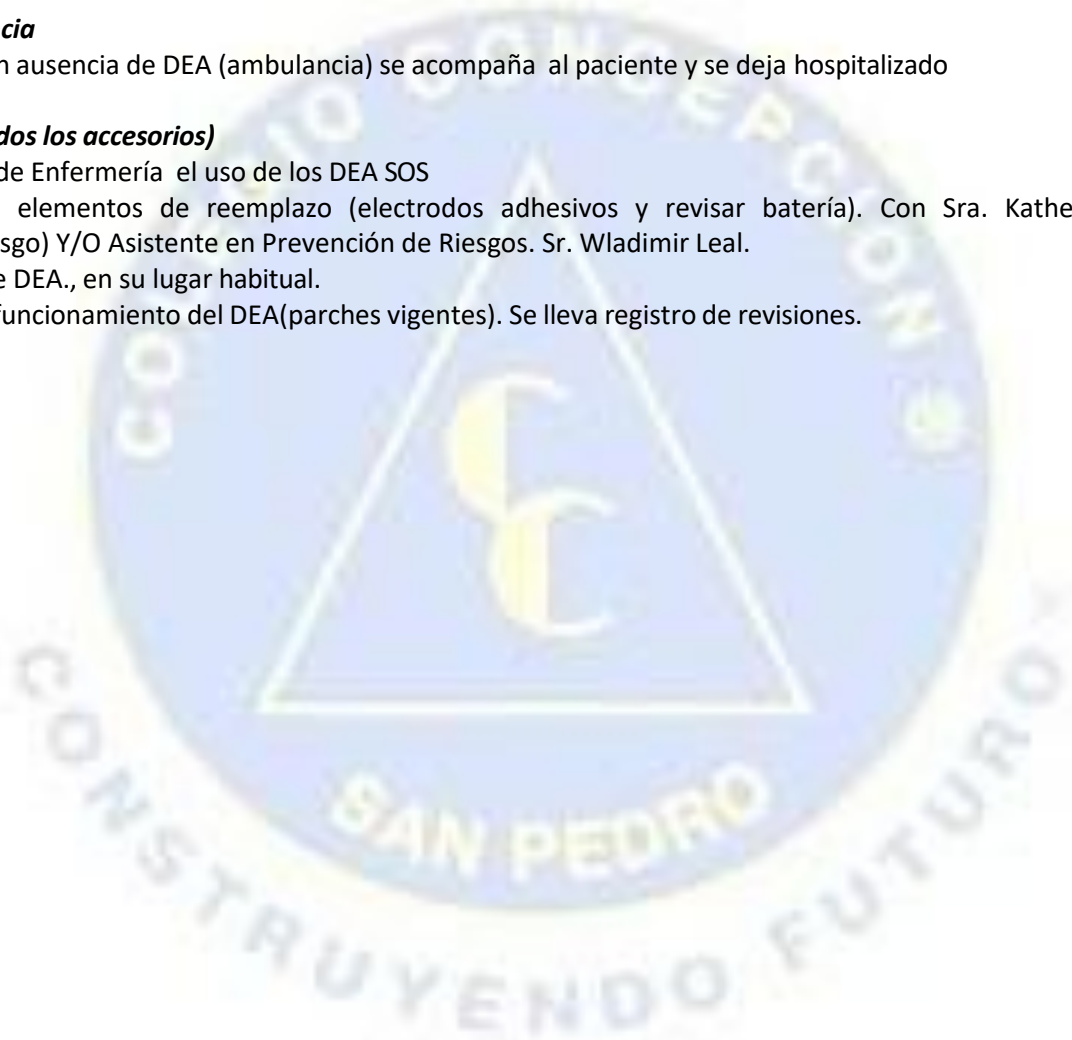 cia
n ausencia de DEA (ambulancia) se acompaña al paciente y se deja hospitalizado
dos los accesorios)
de Enfermería el uso de los DEA SOS
elementos de reemplazo (electrodos adhesivos y revisar batería). Con Sra. Kathe
sgo) Y/O Asistente en Prevención de Riesgos. Sr. Wladimir Leal.
e DEA., en su lugar habitual.
funcionamiento del DEA(parches vigentes). Se lleva registro de revisiones.
COLEGIO CONCEPCION
CC
SAN PEDRO
CONSTRUYENDO FUTURO